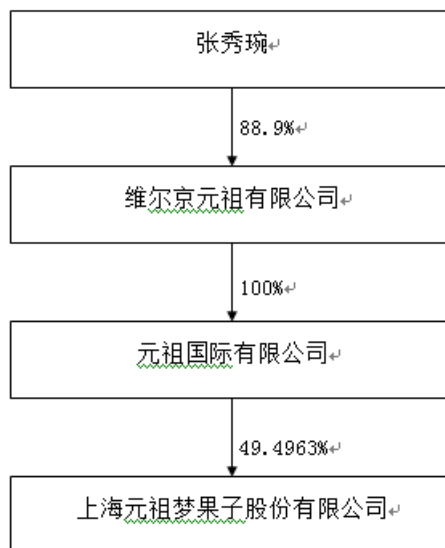 张秀琬
88.9%
维尔京元祖有限公司
100%
元祖国际有限公司
49.4963%
上海元祖梦果子股份有限公司